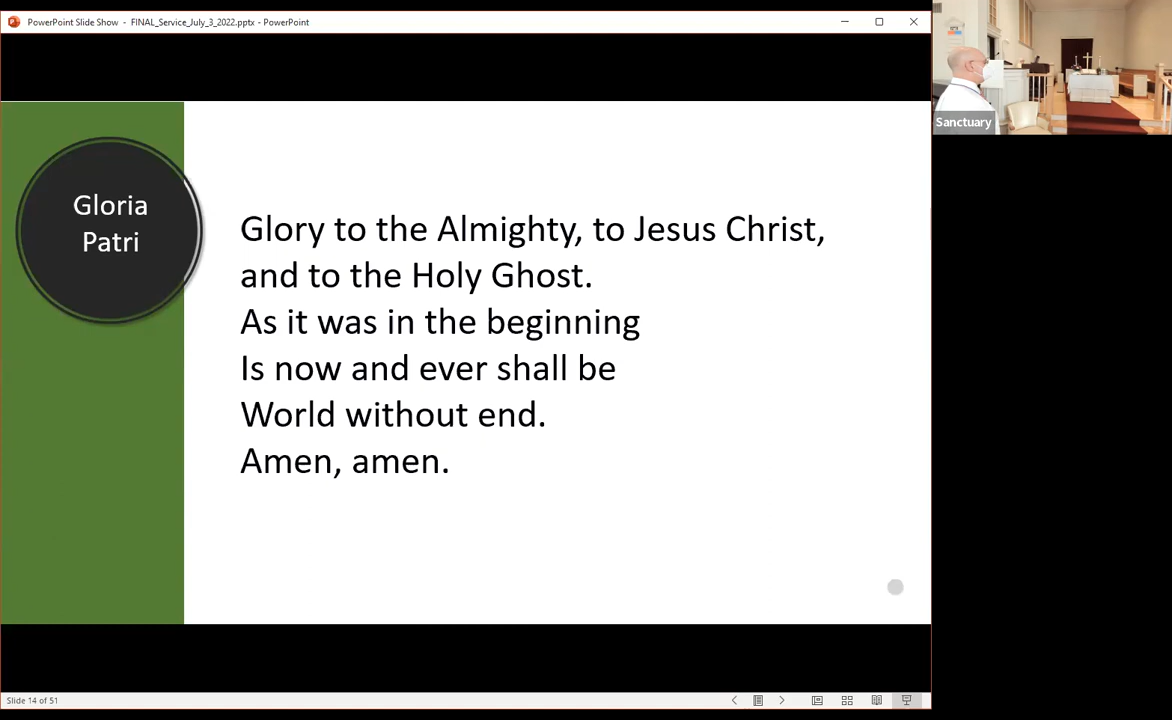 PowerPoint Slide Show - FINAL_Service_July_3_2022.pptx - PowerPoint
Sanctuary
Gloria
Patri
Glory to the Almighty, to Jesus Christ,
and to the Holy Ghost.
As it was in the beginning
Is now and ever shall be
World without end.
Amen, amen.
Slide 14 of 51